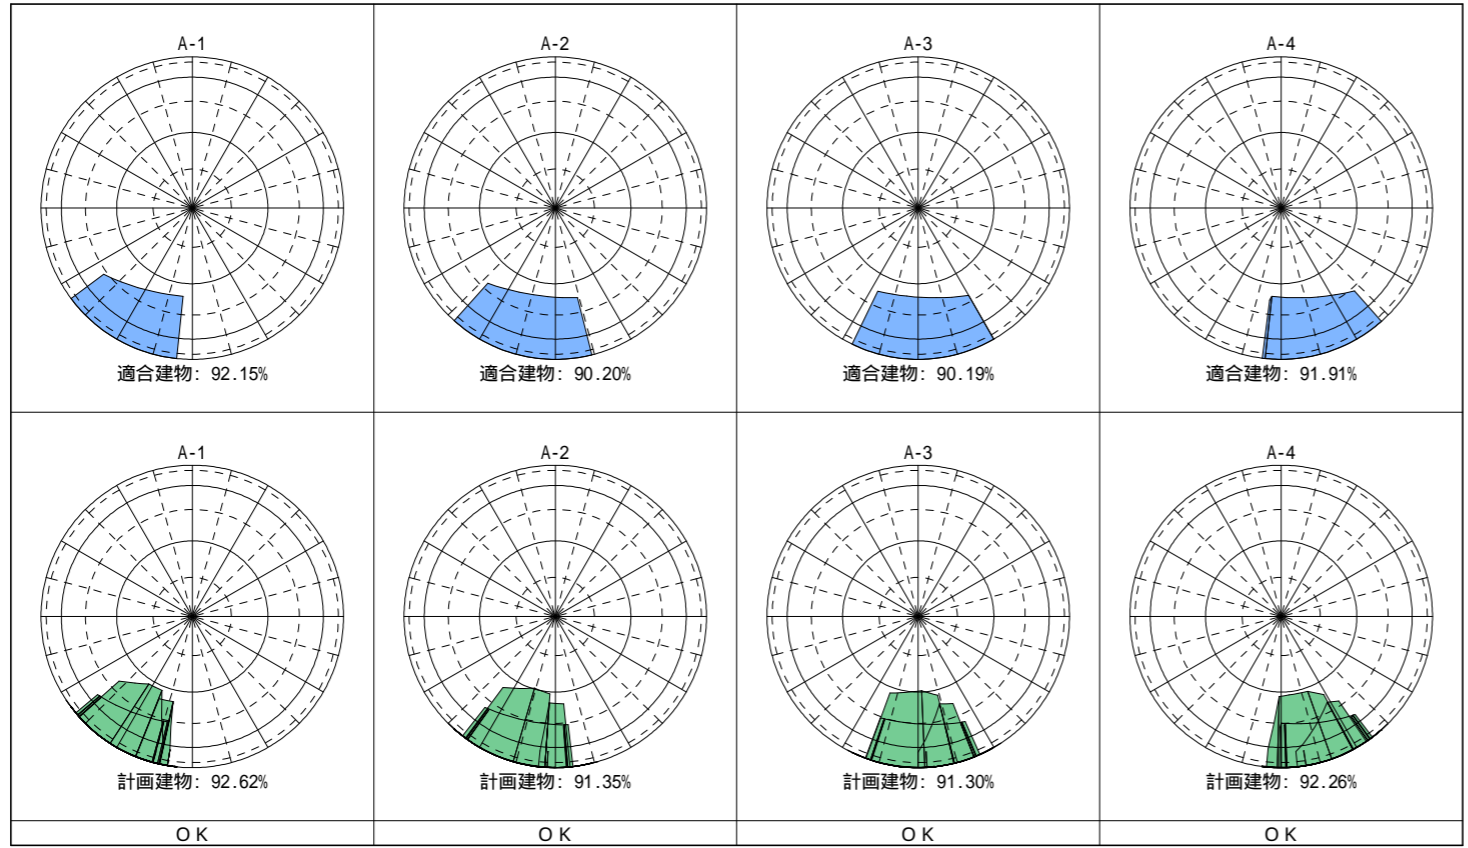 A-1 A-2 A-3 A-4
適合建物: 92.15% 適合建物: 90.20% 適合建物: 90.19% 適合建物: 91.91%
A-1 A-2 A-3 A-4
計画建物: 92.62% 計画建物: 91.35% 計画建物: 91.30% 計画建物: 92.26%
OK OK OK OK